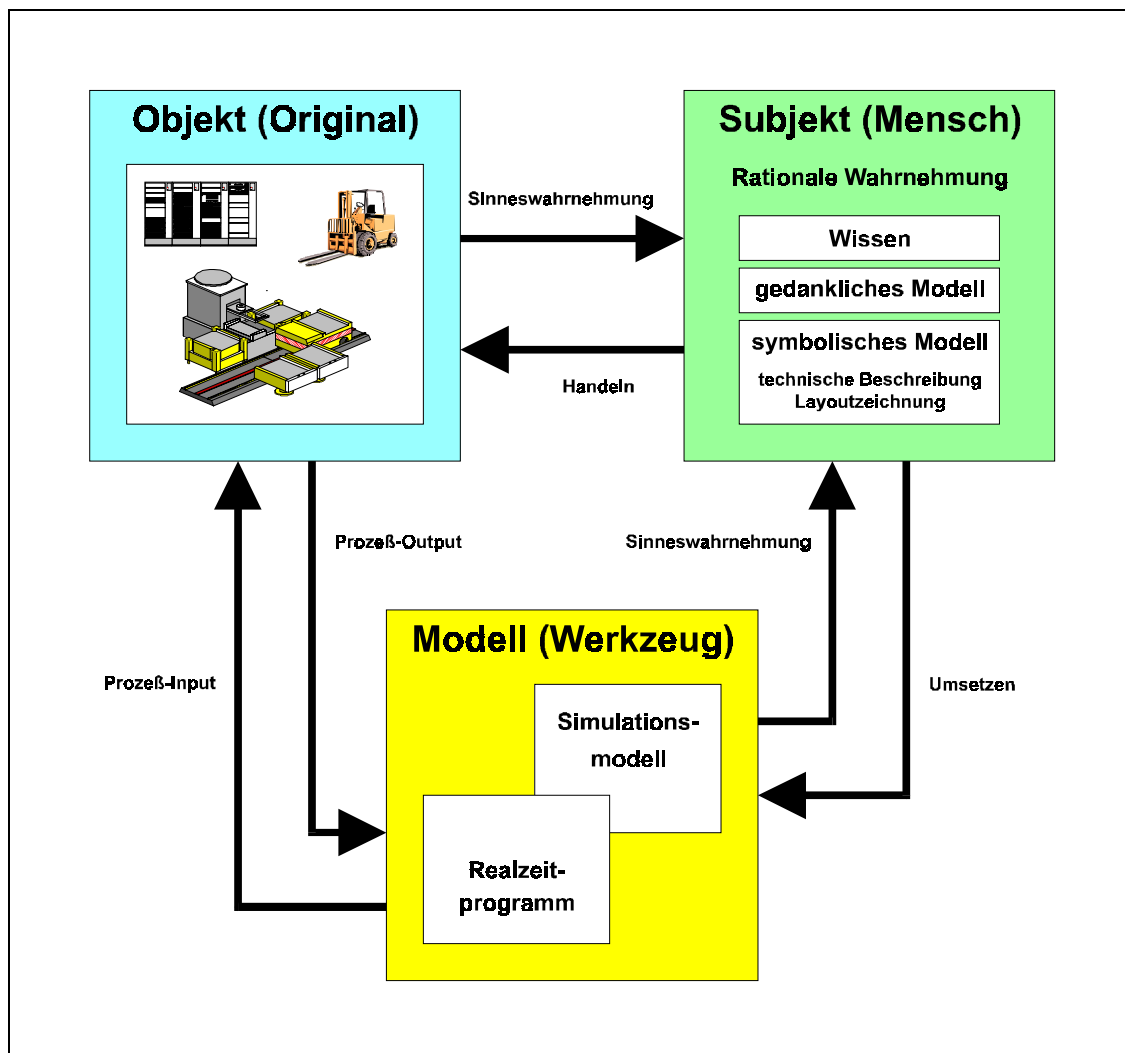 Objekt (Original)
Subjekt (Mensch)
Rationale Wahrnehmung
Sinneswahrnehmung
Wissen
gedankliches Modell
symbolisches Modell
technische Beschreibung
Layoutzeichnung
Handeln
Prozeß-Output
Sinneswahrnehmung
Modell (Werkzeug)
Prozeß-Input
Umsetzen
Simulations-
modell
Realzeit-
programm